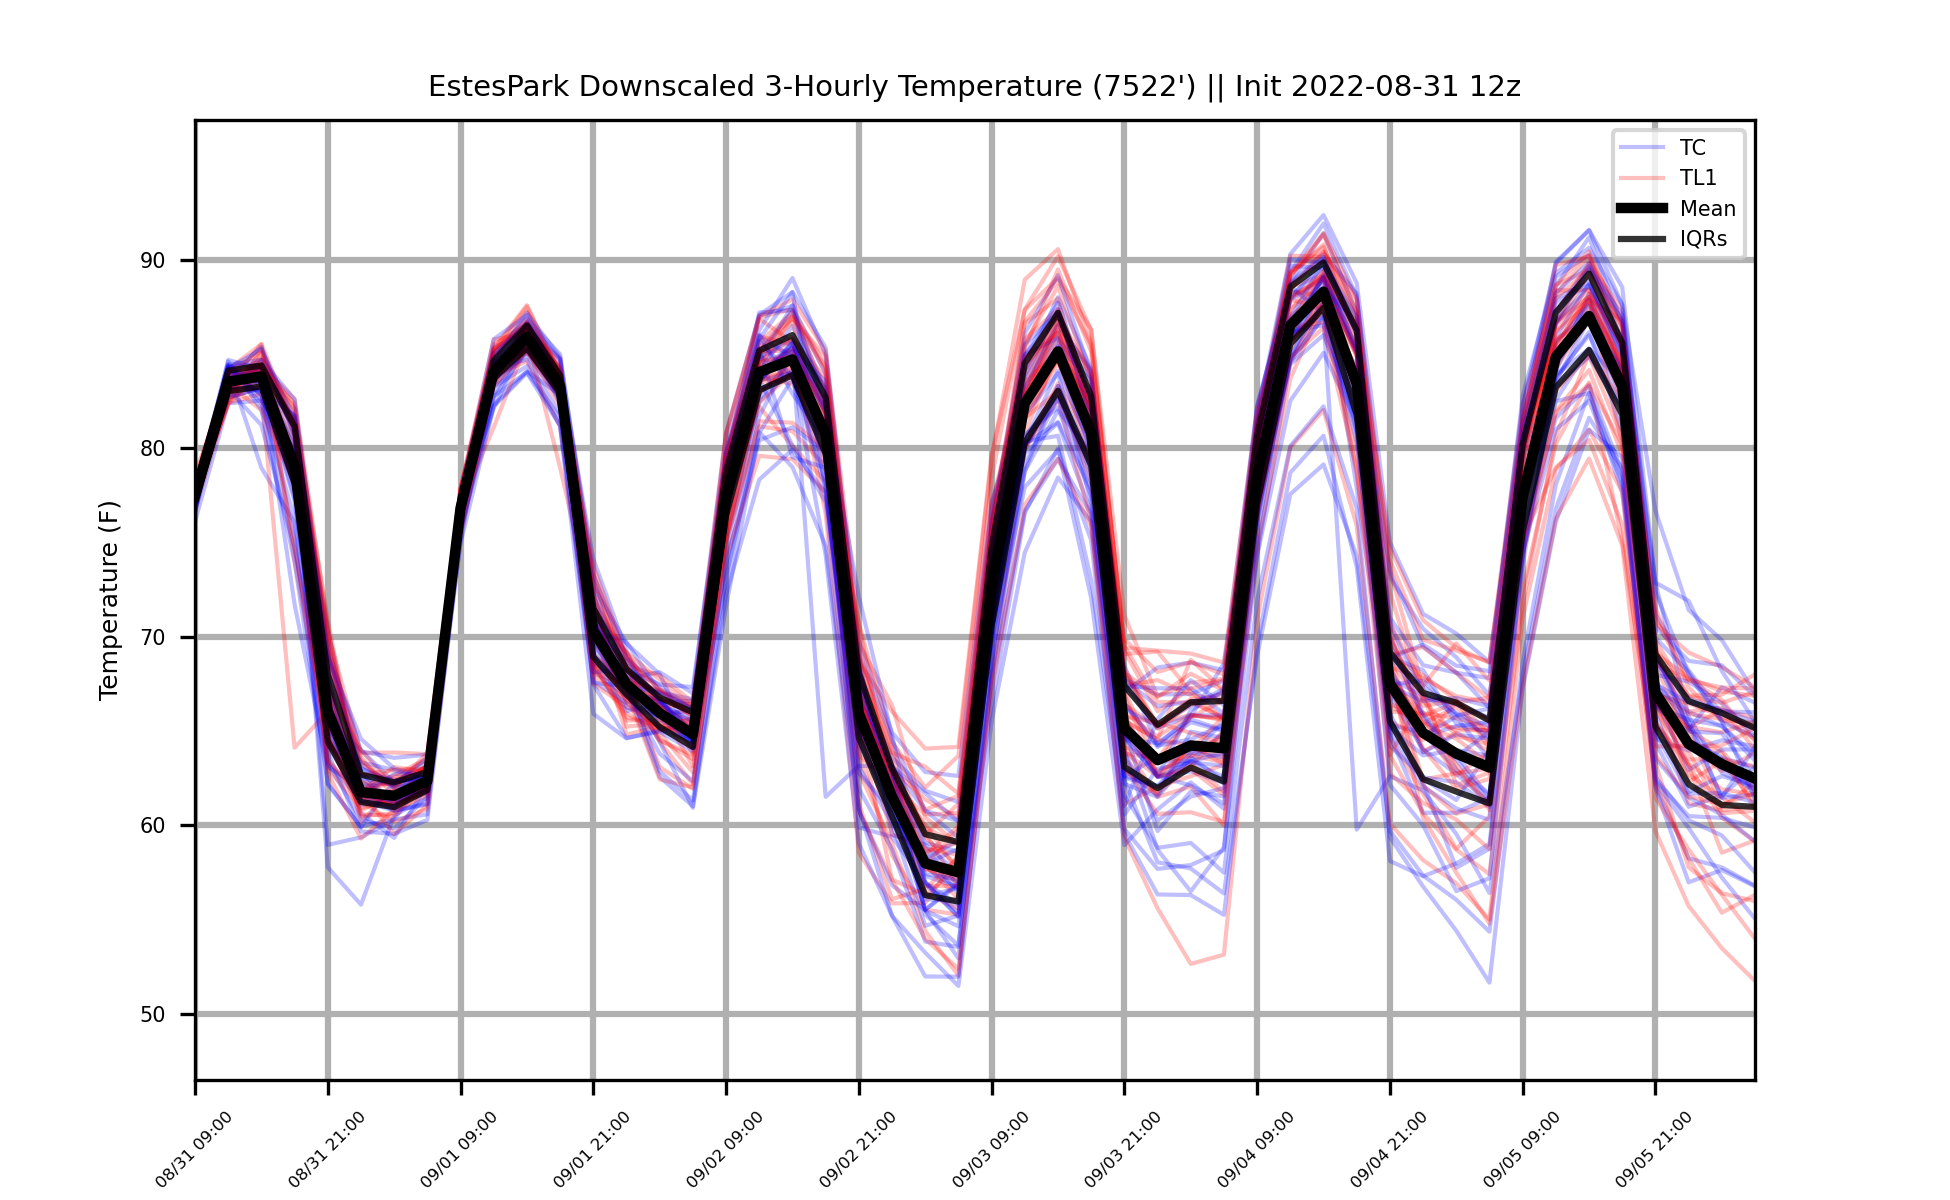 EstesPark Downscaled 3-Hourly Temperature (7522') || Init 2022-08-31 12z
TC
TL1
Mean
IQRs
Temperature (F)
90
80
70
60
50
08/31 09:00
08/31 21:00
09/01 09:00
09/01 21:00
09/02 09:00
09/02 21:00
09/03 09:00
09/03 21:00
09/04 09:00
09/04 21:00
09/05 09:00
09/05 21:00